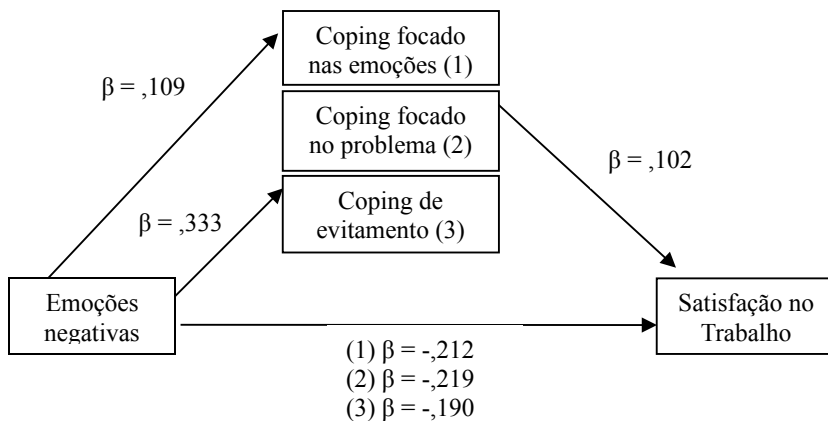 Coping focado
nas emoções (1)
β = ,109
Coping focado
no problema (2)
β = ,102
Coping de
evitamento (3)
β = ,333
Emoções
negativas
Satisfação no
Trabalho
(1) β = -,212
(2) β = -,219
(3) β = -,190